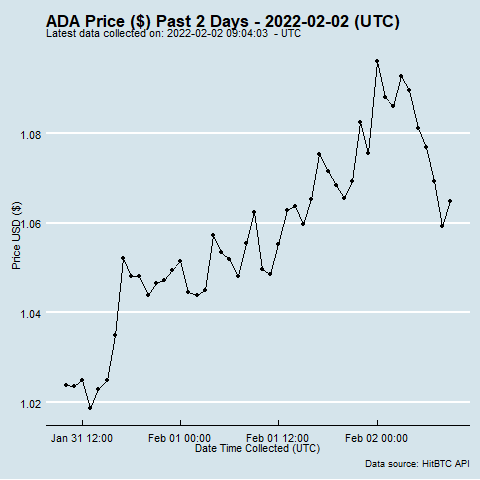 ADA Price ($) Past 2 Days - 2022-02-02 (UTC)
Latest data collected on: 2022-02-02 09:04:03  - UTC
Price USD ($)
1.08
1.06
1.04
1.02
Jan 31 12:00
Feb 01 00:00
Feb 01 12:00
Feb 02 00:00
Date Time Collected (UTC)
Data source: HitBTC API